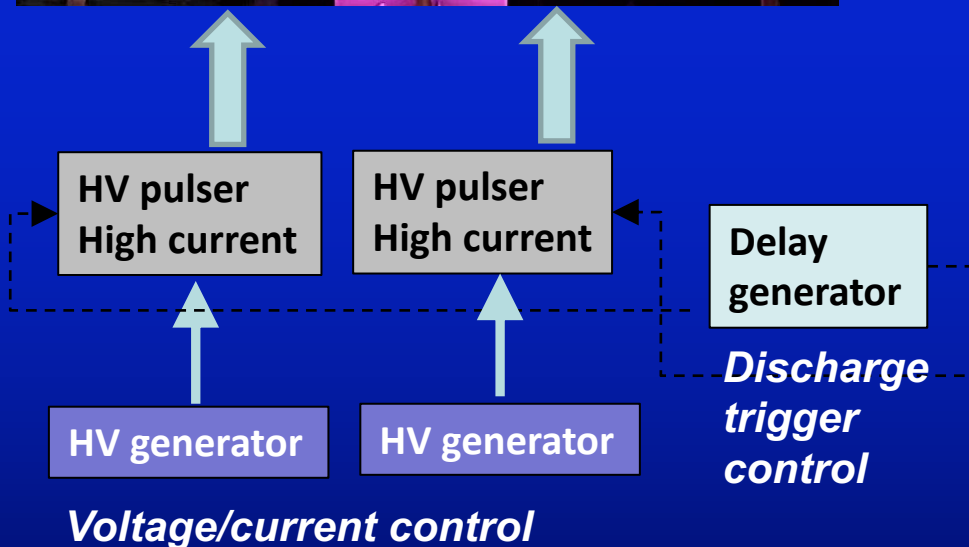 HV pulser
High current
HV pulser
High current
Delay
generator
Discharge
trigger
control
HV generator
HV generator
Voltage/current control